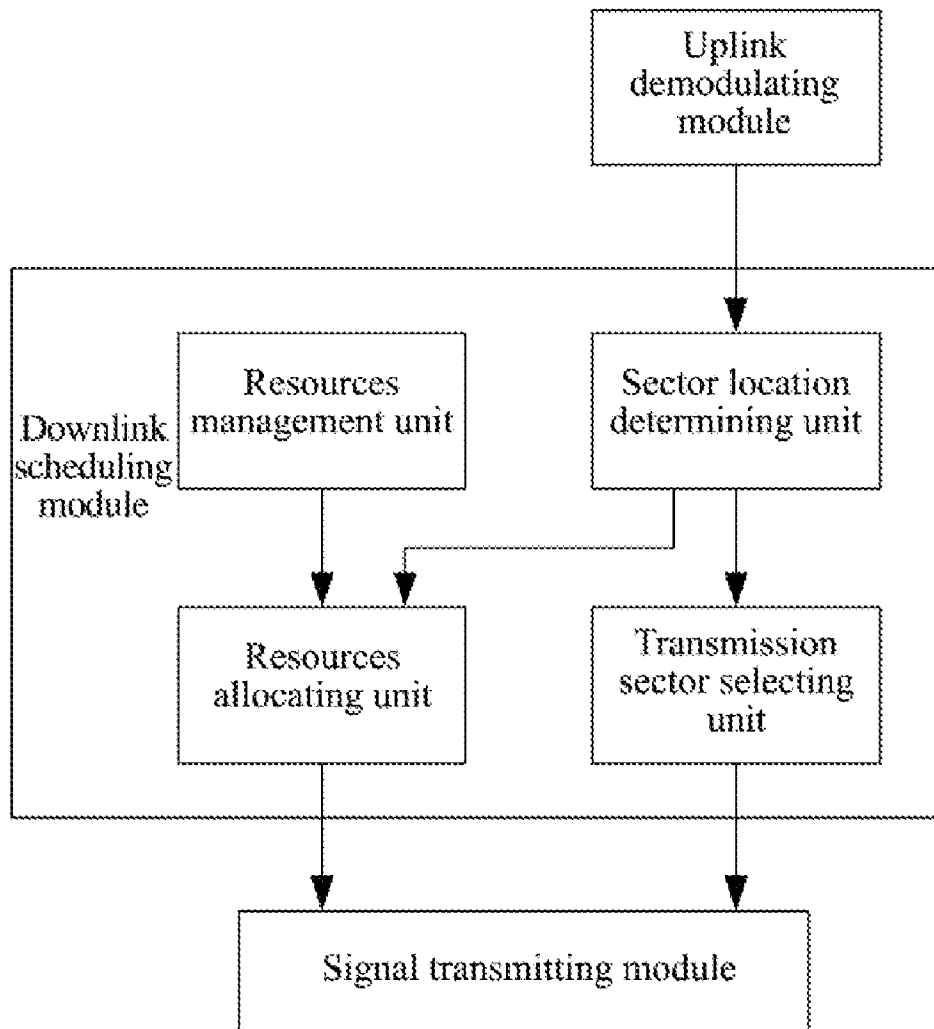 Uplink
demodulating
module
Resources
management unit
Sector location
determining unit
Downlink
scheduling
module
Resources
allocating unit
Transmission
sector selecting
unit
Signal transmitting module